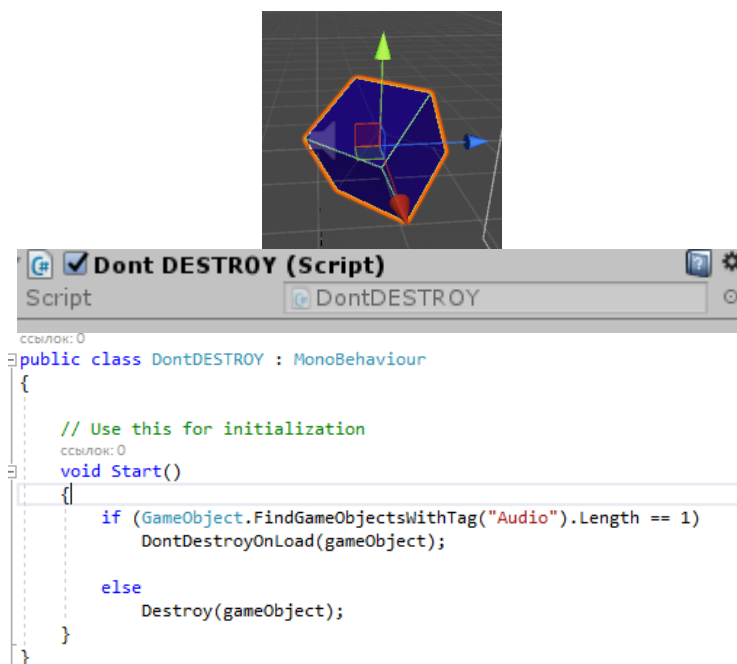 Dont DESTROY (Script)
Script DontDESTROY
ссылок: 0
public class DontDESTROY : MonoBehaviour
{
// Use this for initialization
ссылок: 0
void Start()
{
if (GameObject.FindGameObjectsWithTag("Audio").Length == 1)
DontDestroyOnLoad(gameObject);
else
Destroy(gameObject);
}
}